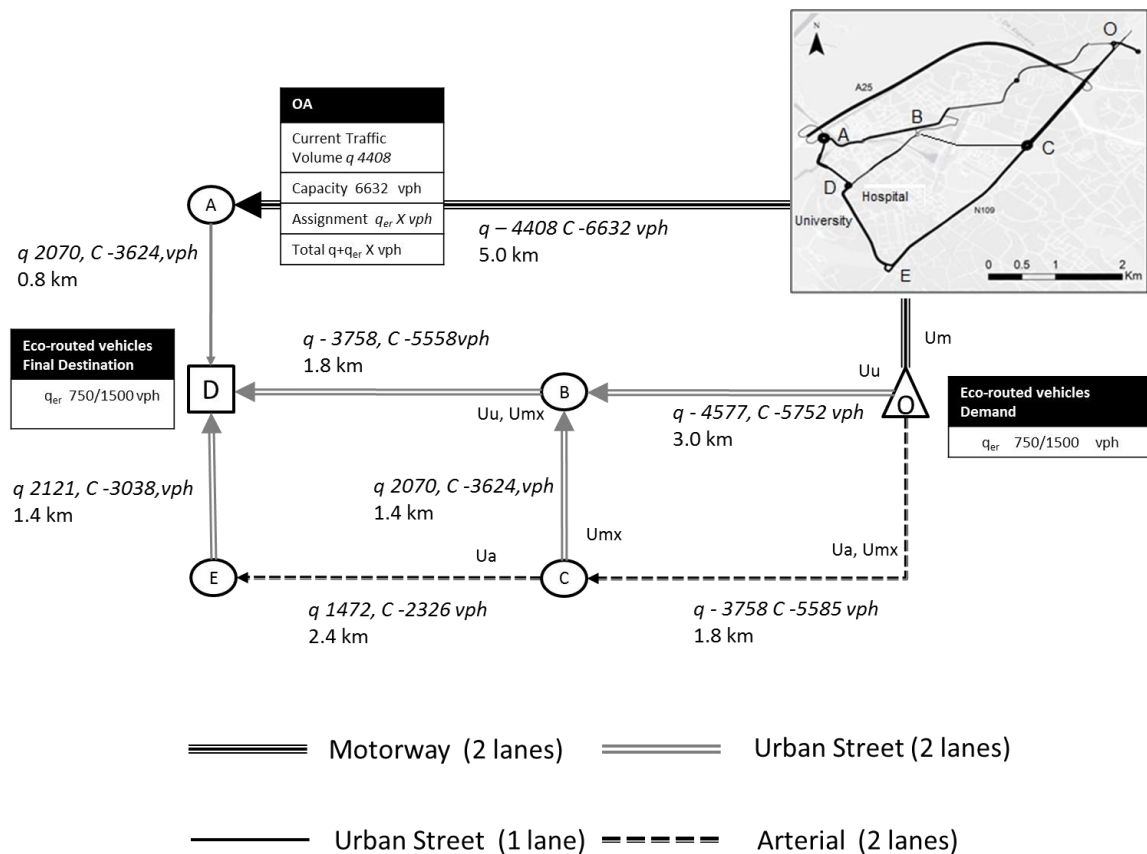 N
De Eugenieu
O
A25
B
A
C
D
Hospital
University
N109
E
0 0.5 1 2
Km
OA
Current Traffic
Volume q 4408
Capacity 6632 vph
Assignment qer X vph
Total q+qer X vph
A
q – 4408 C -6632 vph
5.0 km
q 2070, C -3624,vph
0.8 km
Um
Eco-routed vehicles
Final Destination
qer 750/1500 vph
q - 3758, C -5558vph
1.8 km
D
B
Uu
O
Uu, Umx
q - 4577, C -5752 vph
3.0 km
Eco-routed vehicles
Demand
qer 750/1500 vph
q 2121, C -3038,vph
1.4 km
q 2070, C -3624,vph
1.4 km
Umx
Ua
Ua, Umx
E
C
q 1472, C -2326 vph
2.4 km
q - 3758 C -5585 vph
1.8 km
Motorway (2 lanes)
Urban Street (2 lanes)
Urban Street (1 lane)
Arterial (2 lanes)